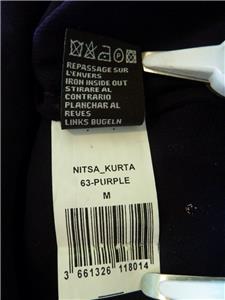 REPASSAGE SUR
L'ENVERS
IRON INSIDE OUT
STIRARE AL
CONTRARIO
PLANCHAR AL
REVES
LINKS BUGELN
NITSA_KURTA
63-PURPLE
M
3 661326 118014